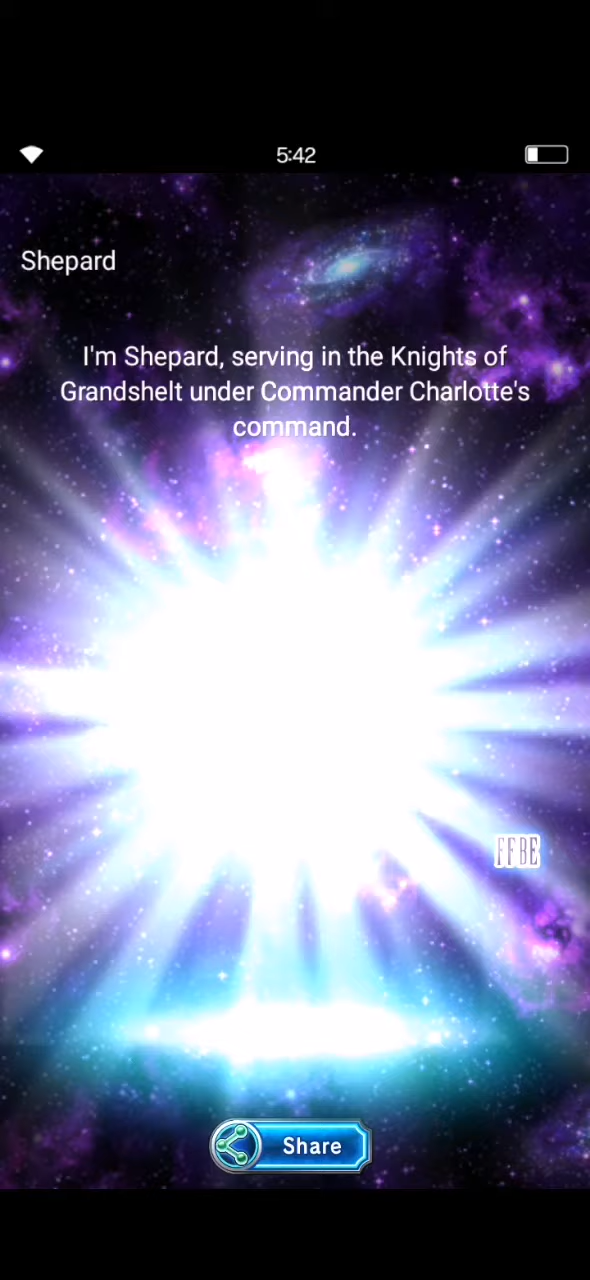 5:42
Shepard
I'm Shepard, serving in the Knights of
Grandshelt under Commander Charlotte's
command.
FFBE
Share